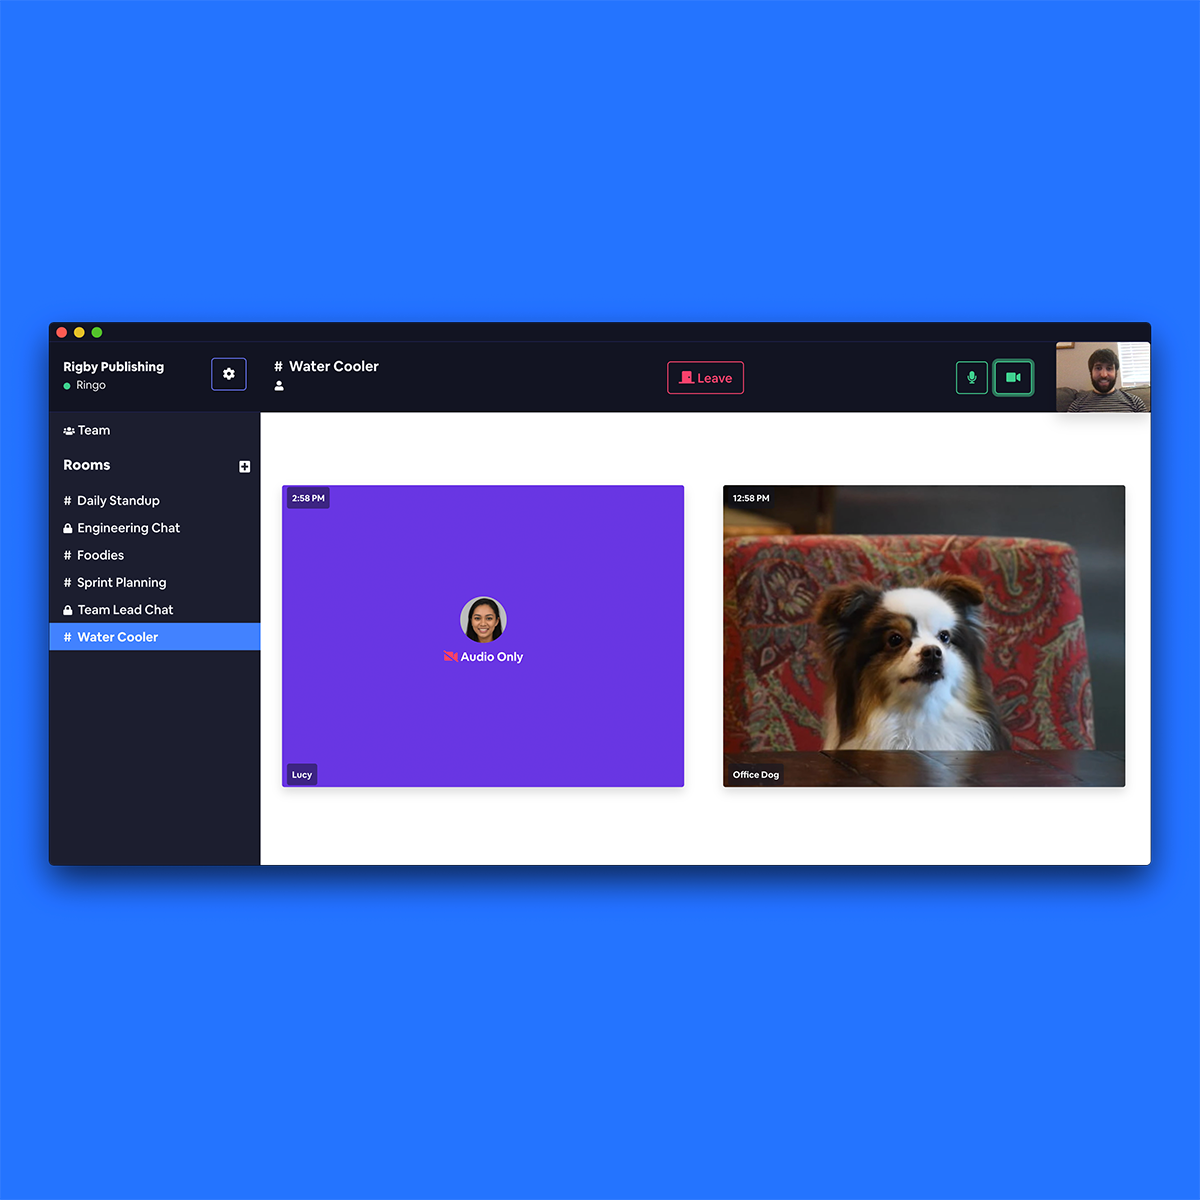 Rigby Publishing
Ringo
# Water Cooler
Leave
Team
Rooms
# Daily Standup
Engineering Chat
# Foodies
# Sprint Planning
Team Lead Chat
# Water Cooler
2:58 PM
Audio Only
Lucy
12:58 PM
Office Dog